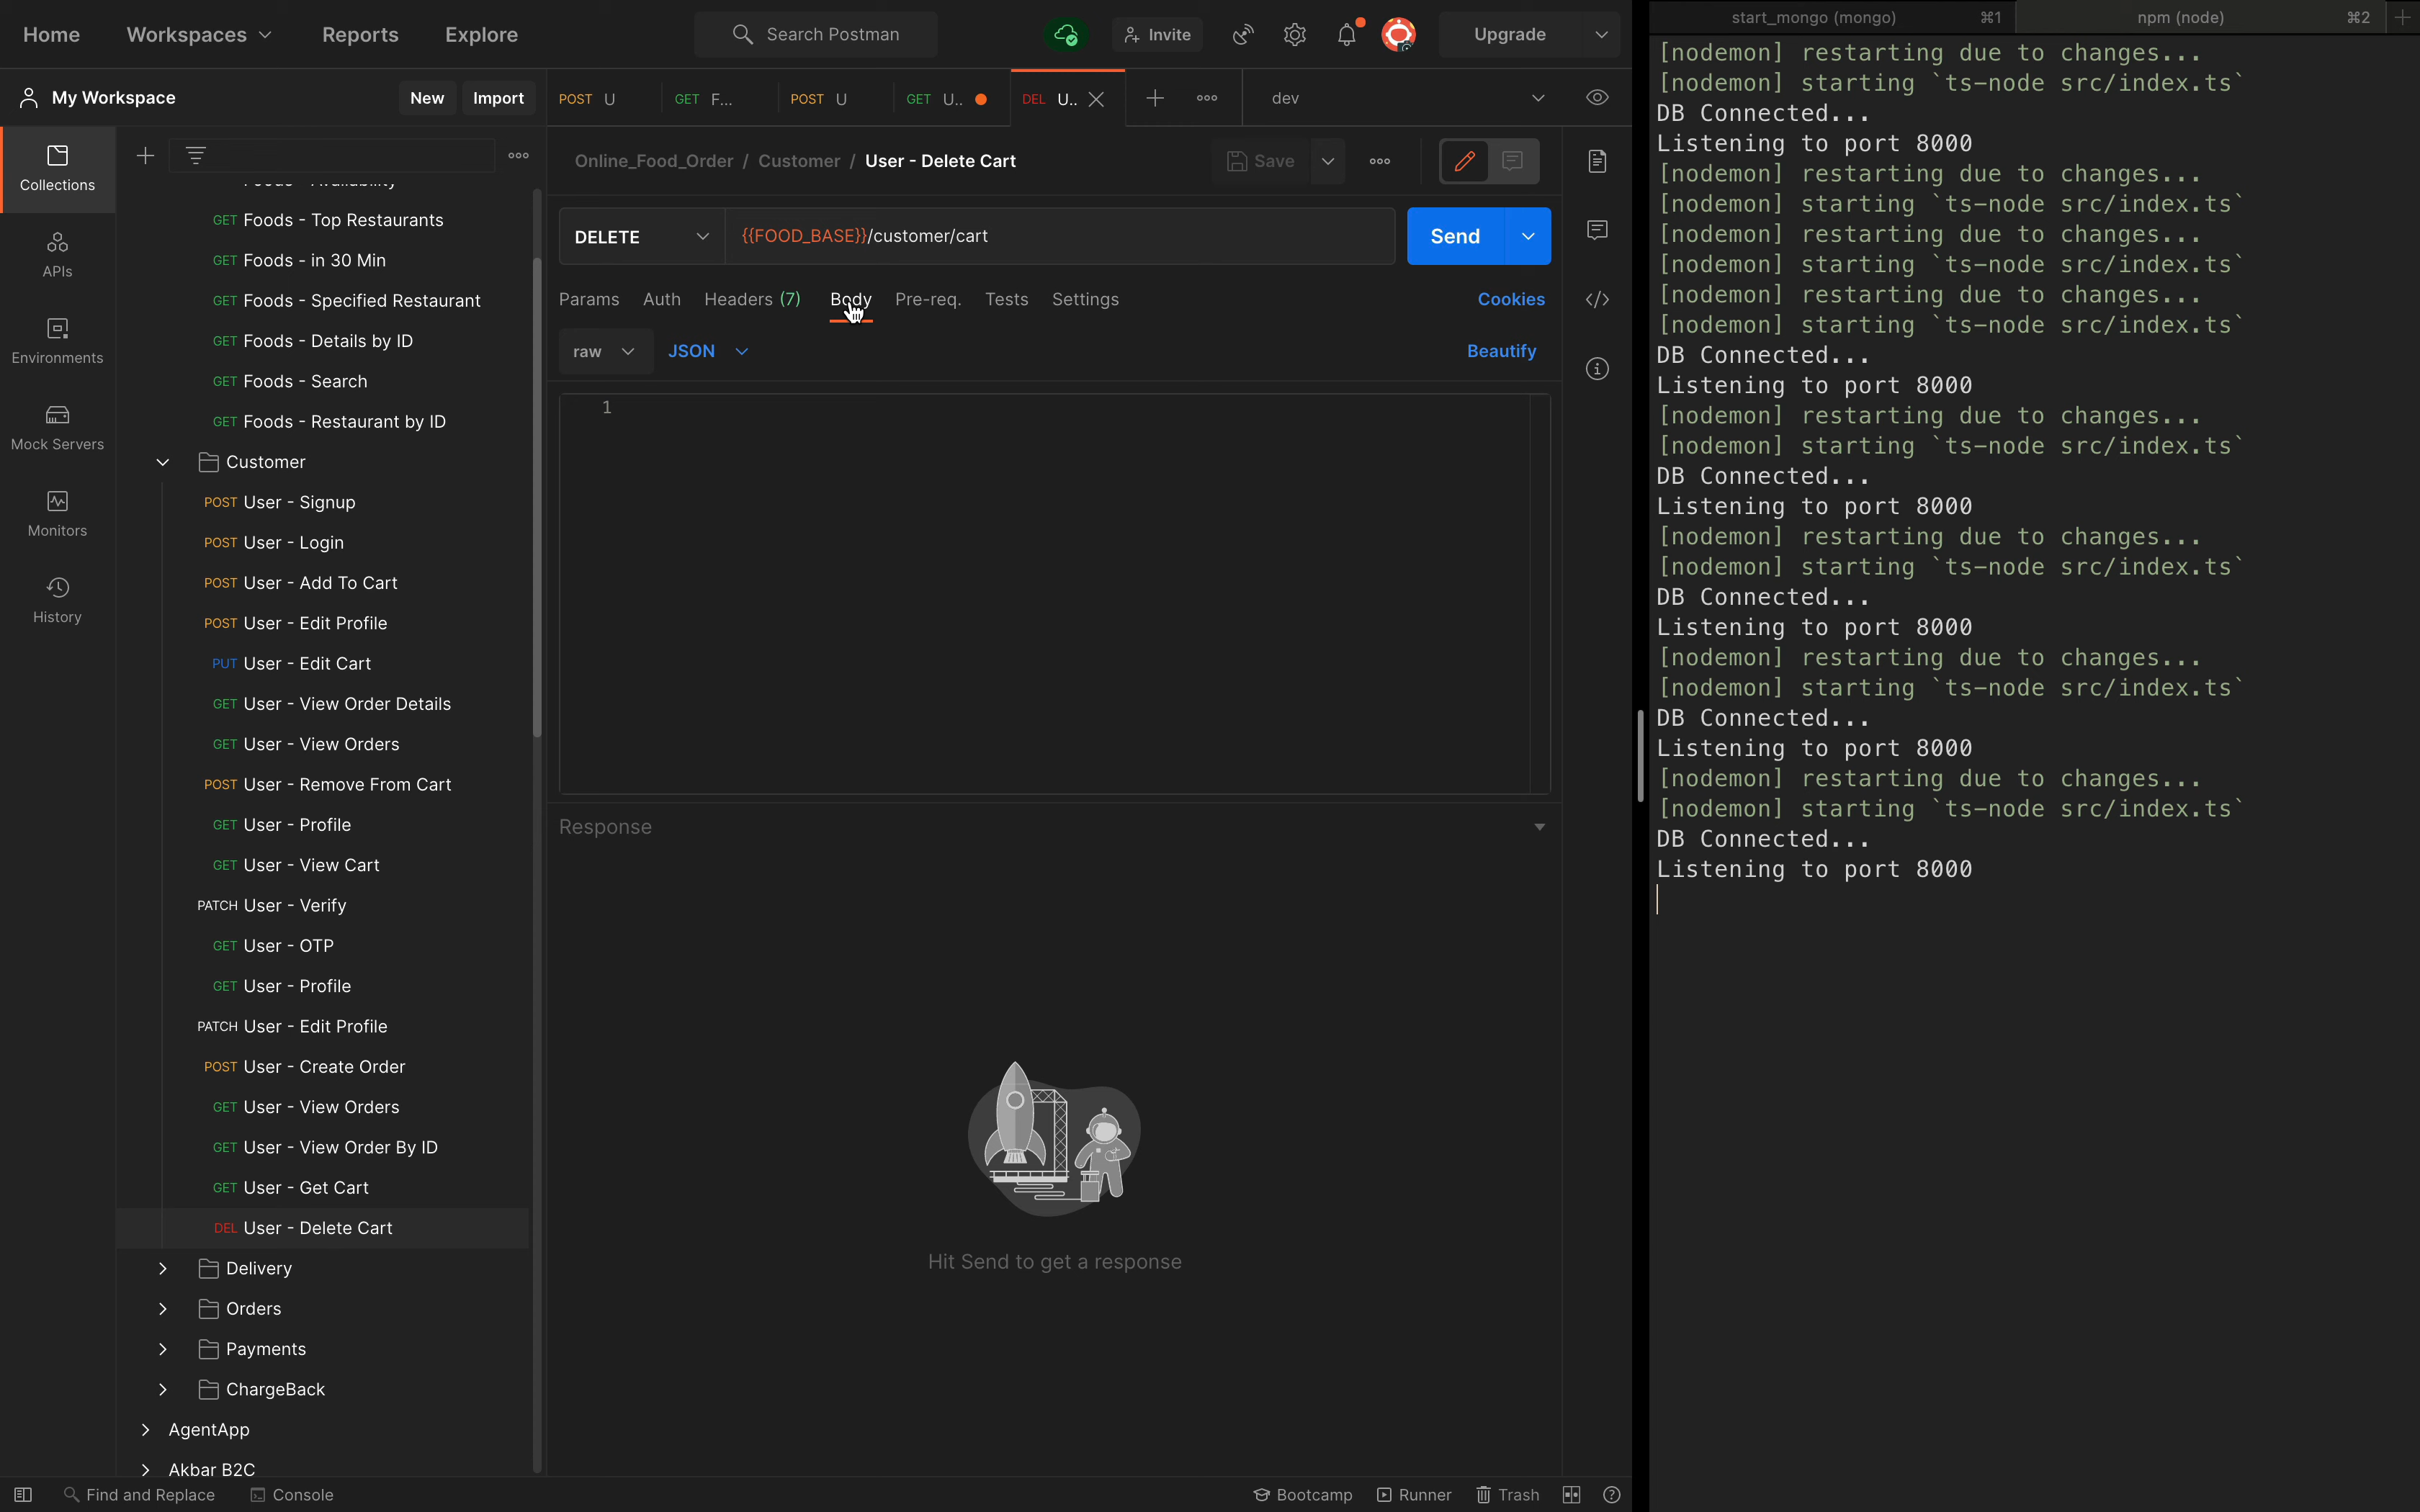 Home Workspaces Reports Explore Search Postman Invite Upgrade
My Workspace New Import
POST U GET F... POST U GET U.. DEL U.. dev
Online_Food_Order / Customer / User - Delete Cart Save
DELETE {{FOOD_BASE}}/customer/cart Send
Params Auth Headers (7) Body Pre-req. Tests Settings Cookies
raw JSON Beautify
1
Response
Hit Send to get a response
Collections
APIs
Environments
Mock Servers
Monitors
History
GET Foods - Top Restaurants
GET Foods - in 30 Min
GET Foods - Specified Restaurant
GET Foods - Details by ID
GET Foods - Search
GET Foods - Restaurant by ID
Customer
POST User - Signup
POST User - Login
POST User - Add To Cart
POST User - Edit Profile
PUT User - Edit Cart
GET User - View Order Details
GET User - View Orders
POST User - Remove From Cart
GET User - Profile
GET User - View Cart
PATCH User - Verify
GET User - OTP
GET User - Profile
PATCH User - Edit Profile
POST User - Create Order
GET User - View Orders
GET User - View Order By ID
GET User - Get Cart
DEL User - Delete Cart
Delivery
Orders
Payments
ChargeBack
AgentApp
Akbar B2C
Find and Replace Console Bootcamp Runner Trash
start_mongo (mongo) ⌘1 npm (node) ⌘2
[nodemon] restarting due to changes...
[nodemon] starting `ts-node src/index.ts`
DB Connected...
Listening to port 8000
[nodemon] restarting due to changes...
[nodemon] starting `ts-node src/index.ts`
[nodemon] restarting due to changes...
[nodemon] starting `ts-node src/index.ts`
[nodemon] restarting due to changes...
[nodemon] starting `ts-node src/index.ts`
DB Connected...
Listening to port 8000
[nodemon] restarting due to changes...
[nodemon] starting `ts-node src/index.ts`
DB Connected...
Listening to port 8000
[nodemon] restarting due to changes...
[nodemon] starting `ts-node src/index.ts`
DB Connected...
Listening to port 8000
[nodemon] restarting due to changes...
[nodemon] starting `ts-node src/index.ts`
DB Connected...
Listening to port 8000
[nodemon] restarting due to changes...
[nodemon] starting `ts-node src/index.ts`
DB Connected...
Listening to port 8000